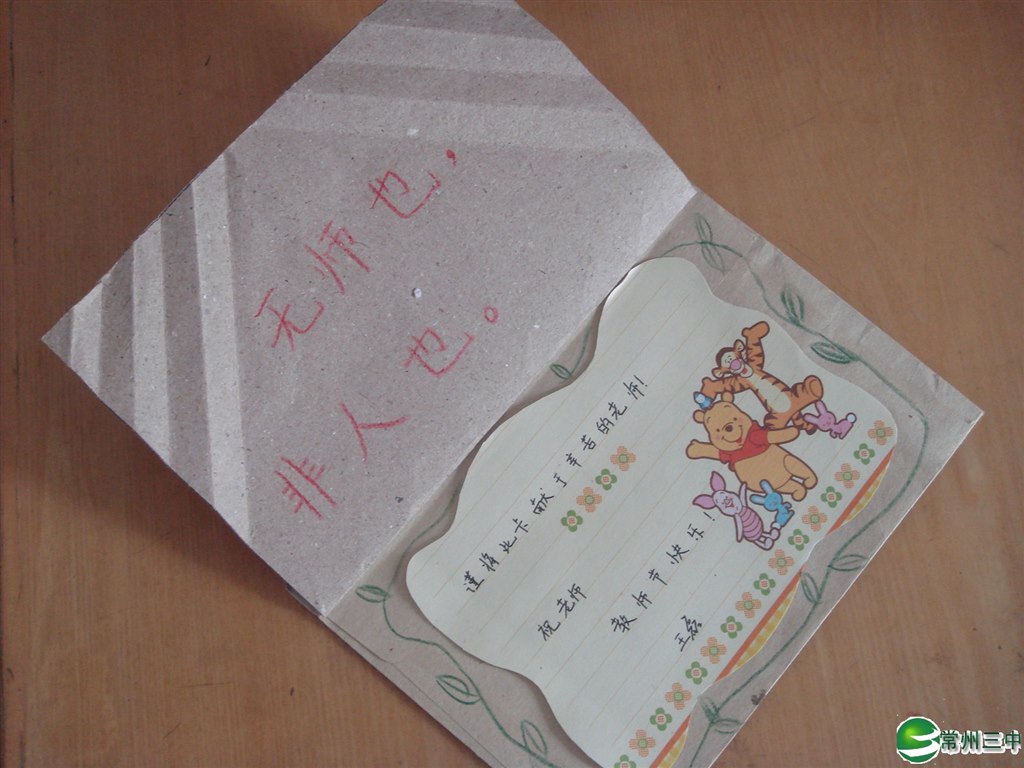 无师也，
非人也。
谨将此卡献于辛苦的老师！
祝老师
教师节快乐！
王磊
常州三中